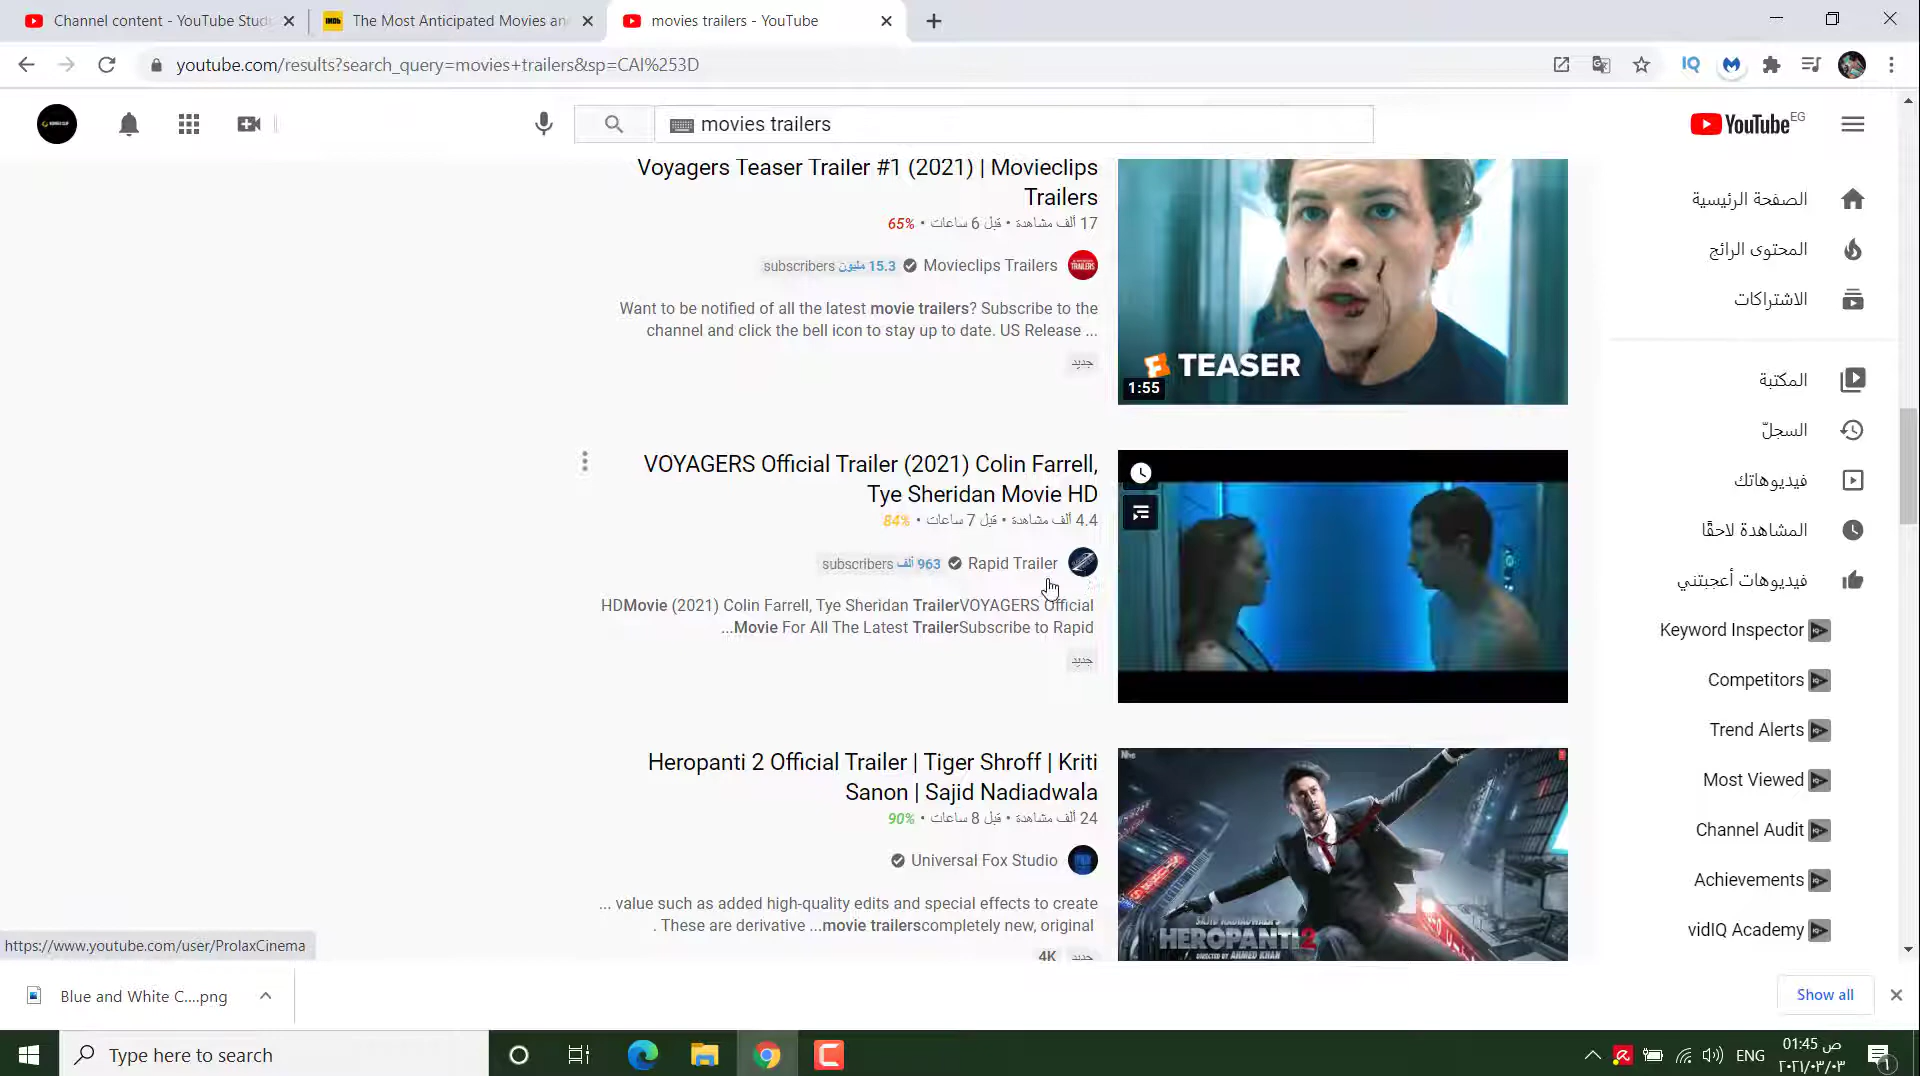 Channel content - YouTube Stud
The Most Anticipated Movies an
movies trailers - YouTube
youtube.com/results?search_query=movies+trailers&sp=CAI%253D
movies trailers
YouTube EG
Voyagers Teaser Trailer #1 (2021) | Movieclips
Trailers
17 ألف مشاهدة • قبل 6 ساعات • 65%
Movieclips Trailers
15.3 مليون subscribers
Want to be notified of all the latest movie trailers? Subscribe to the
channel and click the bell icon to stay up to date. US Release ...
جديد
TEASER
1:55
VOYAGERS Official Trailer (2021) Colin Farrell,
Tye Sheridan Movie HD
4.4 ألف مشاهدة • قبل 7 ساعات • 84%
Rapid Trailer
963 ألف subscribers
HDMovie (2021) Colin Farrell, Tye Sheridan TrailerVOYAGERS Official
...Movie For All The Latest TrailerSubscribe to Rapid
جديد
Heropanti 2 Official Trailer | Tiger Shroff | Kriti
Sanon | Sajid Nadiadwala
24 ألف مشاهدة • قبل 8 ساعات • 90%
Universal Fox Studio
... value such as added high-quality edits and special effects to create
. These are derivative ...movie trailerscompletely new, original
4K جديد
SAJID NADIADWALA'S
HEROPANTI 2
DIRECTED BY AHMED KHAN
الصفحة الرئيسية
المحتوى الرائج
الاشتراكات
المكتبة
السجلّ
فيديوهاتك
المشاهدة لاحقًا
فيديوهات أعجبتني
Keyword Inspector
Competitors
Trend Alerts
Most Viewed
Channel Audit
Achievements
vidIQ Academy
https://www.youtube.com/user/ProlaxCinema
Blue and White C....png
Show all
Type here to search
ENG
01:45 ص
٢٠٢١/٠٣/٠٣
1